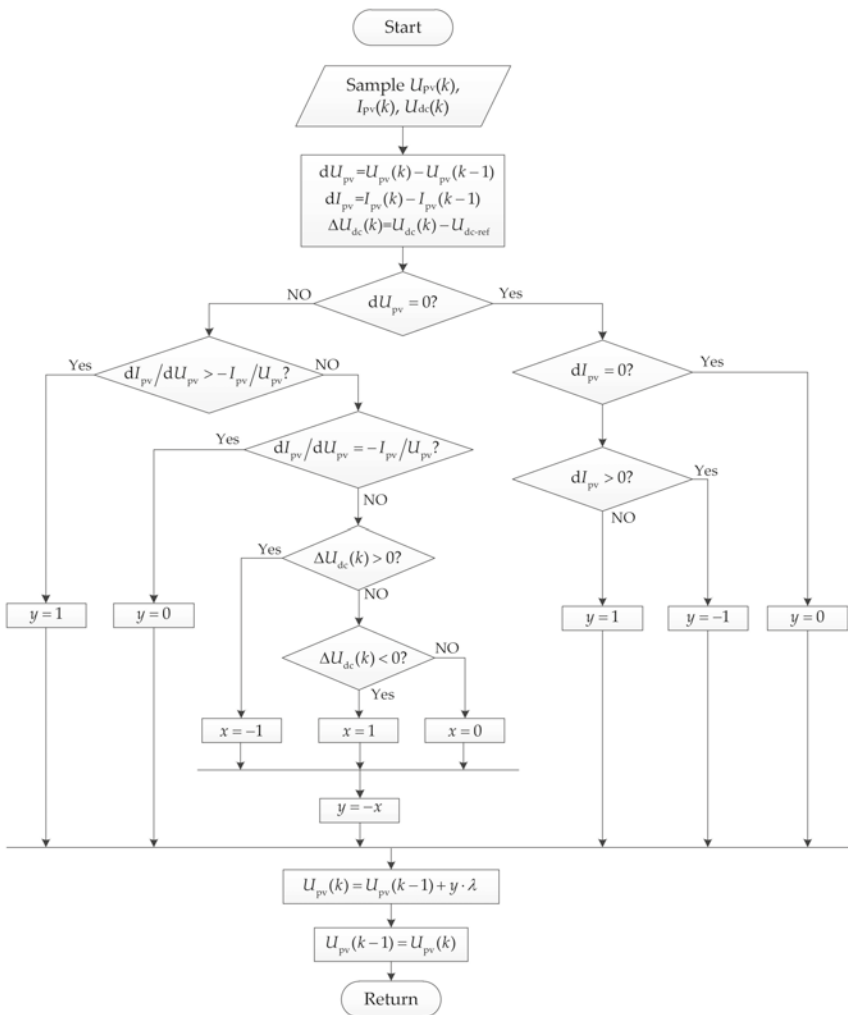 Start
Sample Upv(k),
Ipv(k), Udc(k)
dUpv=Upv(k)−Upv(k−1)
dIpv=Ipv(k)−Ipv(k−1)
ΔUdc(k)=Udc(k)−Udc-ref
NO
dUpv = 0?
Yes
Yes
dIpv/dUpv > −Ipv/Upv?
NO
dIpv = 0?
Yes
Yes
dIpv/dUpv = −Ipv/Upv?
NO
dIpv > 0?
Yes
NO
Yes
ΔUdc(k) > 0?
NO
y = 1
y = 0
y = 1
y = −1
y = 0
ΔUdc(k) < 0?
NO
Yes
x = −1
x = 1
x = 0
y = −x
Upv(k) = Upv(k−1) + y · λ
Upv(k−1) = Upv(k)
Return